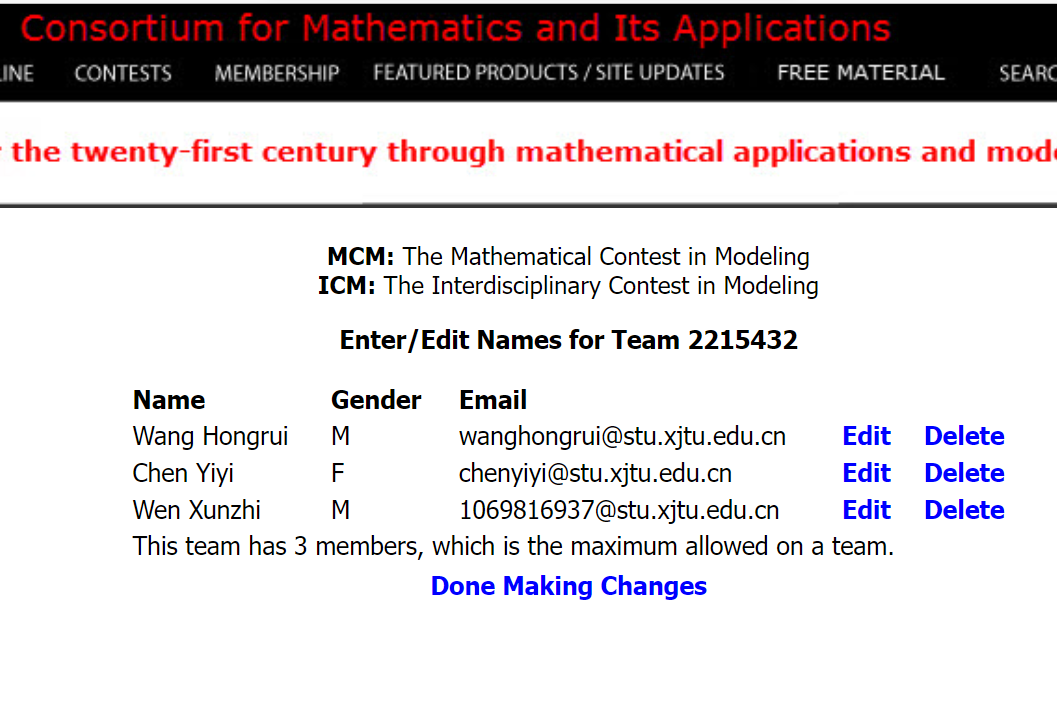 Consortium for Mathematics and Its Applications
CONTESTS MEMBERSHIP FEATURED PRODUCTS / SITE UPDATES FREE MATERIAL
the twenty-first century through mathematical applications and
MCM: The Mathematical Contest in Modeling
ICM: The Interdisciplinary Contest in Modeling
Enter/Edit Names for Team 2215432
Name Gender Email
Wang Hongrui M wanghongrui@stu.xjtu.edu.cn Edit Delete
Chen Yiyi F chenyiyi@stu.xjtu.edu.cn Edit Delete
Wen Xunzhi M 1069816937@stu.xjtu.edu.cn Edit Delete
This team has 3 members, which is the maximum allowed on a team.
Done Making Changes